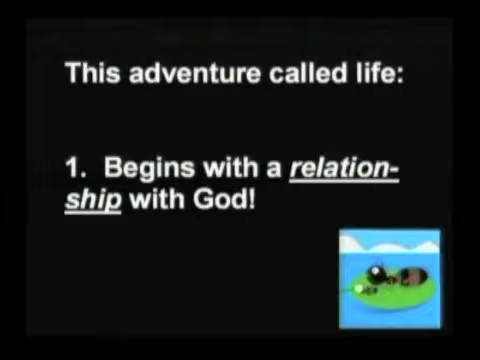 This adventure called life:
1. Begins with a relation-
ship with God!